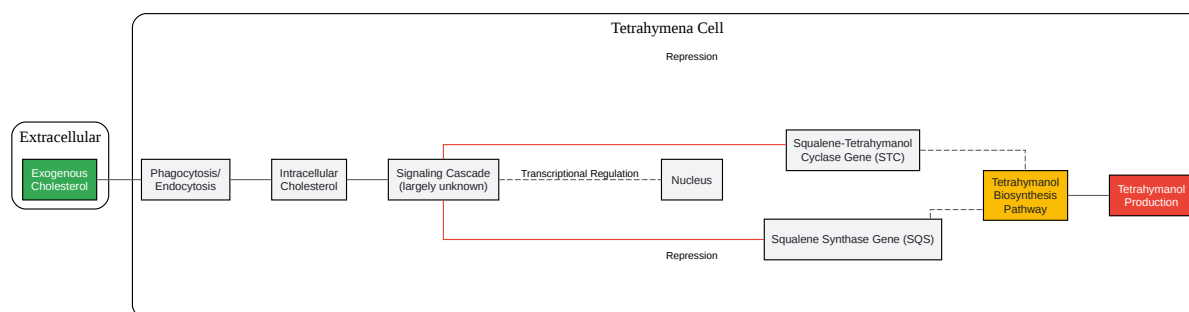 Tetrahymena Cell
Repression
Extracellular
Exogenous
Cholesterol
Phagocytosis/
Endocytosis
Intracellular
Cholesterol
Signaling Cascade
(largely unknown)
Transcriptional Regulation
Nucleus
Squalene-Tetrahymanol
Cyclase Gene (STC)
Squalene Synthase Gene (SQS)
Repression
Tetrahymanol
Biosynthesis
Pathway
Tetrahymanol
Production